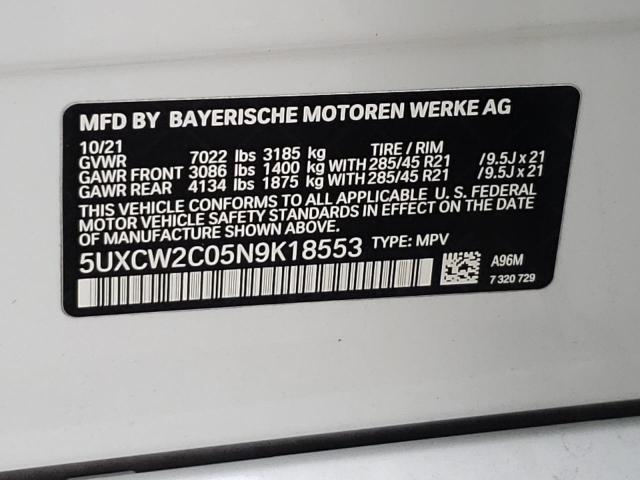 MFD BY BAYERISCHE MOTOREN WERKE AG
10/21 TIRE / RIM
GVWR 7022 lbs 3185 kg
GAWR FRONT 3086 lbs 1400 kg WITH 285/45 R21 /9.5J x 21
GAWR REAR 4134 lbs 1875 kg WITH 285/45 R21 /9.5J x 21
THIS VEHICLE CONFORMS TO ALL APPLICABLE U. S. FEDERAL
MOTOR VEHICLE SAFETY STANDARDS IN EFFECT ON THE
DATE OF MANUFACTURE SHOWN ABOVE.
5UXCW2C05N9K18553 TYPE: MPV
A96M
7 320 729